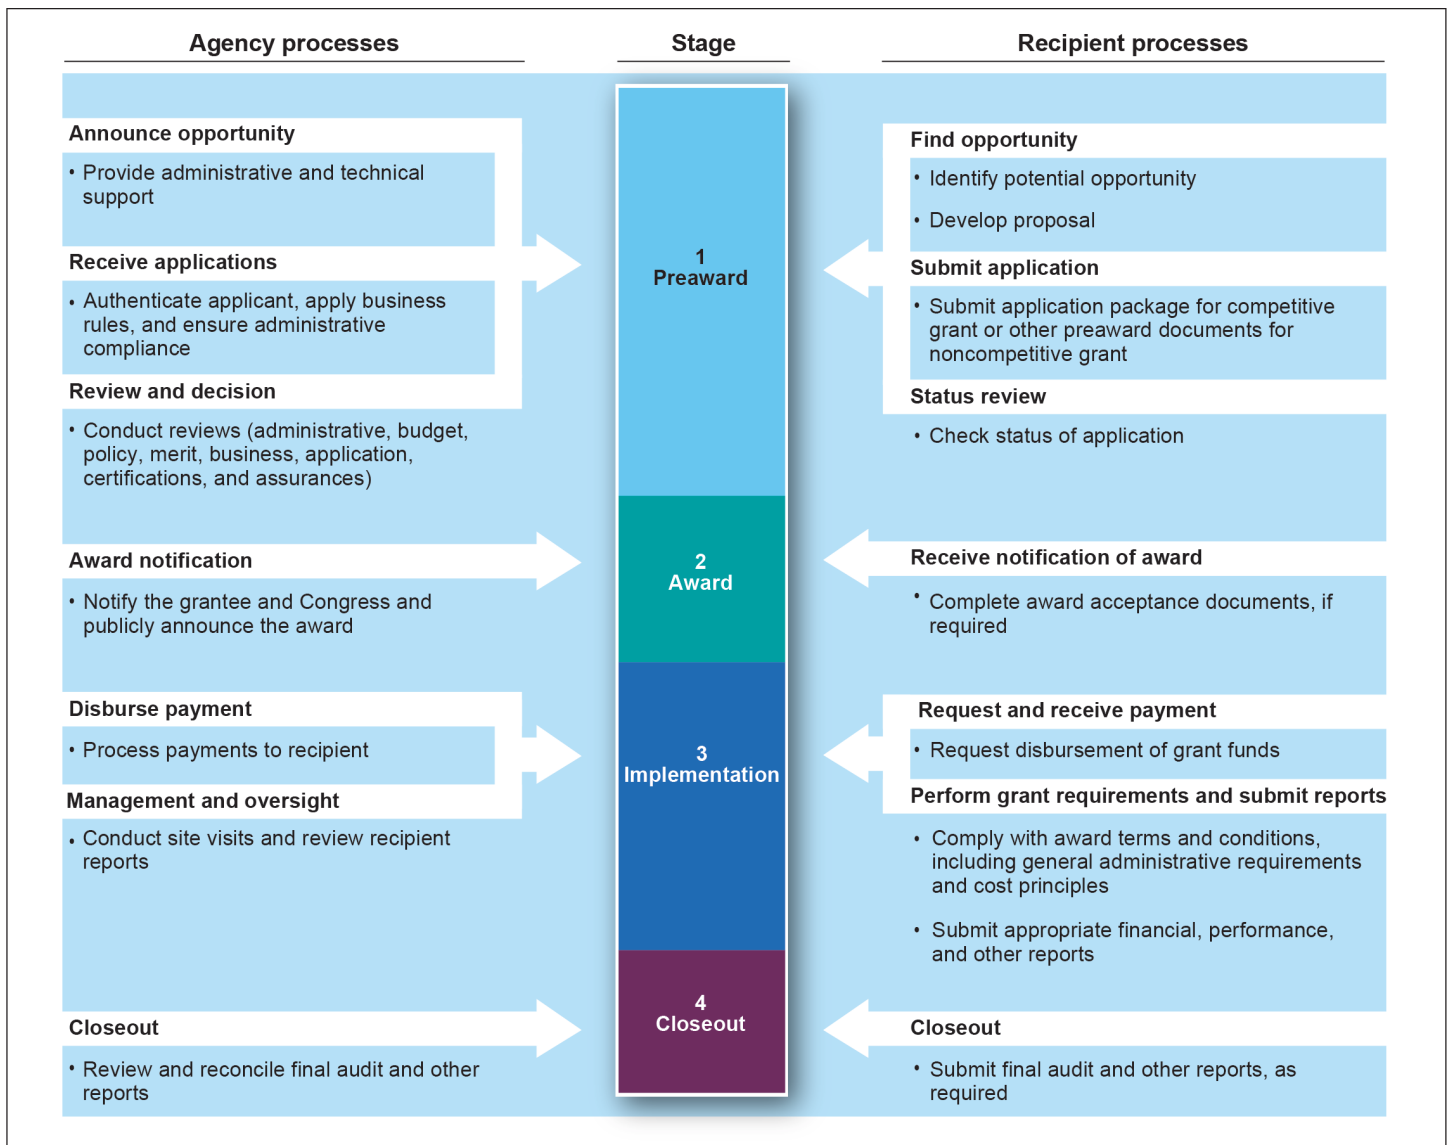 Agency processes
Stage
Recipient processes
Announce opportunity
• Provide administrative and technical
support
Receive applications
• Authenticate applicant, apply business
rules, and ensure administrative
compliance
Review and decision
• Conduct reviews (administrative, budget,
policy, merit, business, application,
certifications, and assurances)
1
Preaward
Find opportunity
• Identify potential opportunity
• Develop proposal
Submit application
• Submit application package for competitive
grant or other preaward documents for
noncompetitive grant
Status review
• Check status of application
Award notification
• Notify the grantee and Congress and
publicly announce the award
2
Award
Receive notification of award
• Complete award acceptance documents, if
required
Disburse payment
• Process payments to recipient
Management and oversight
• Conduct site visits and review recipient
reports
3
Implementation
Request and receive payment
• Request disbursement of grant funds
Perform grant requirements and submit reports
• Comply with award terms and conditions,
including general administrative requirements
and cost principles
• Submit appropriate financial, performance,
and other reports
Closeout
• Review and reconcile final audit and other
reports
4
Closeout
Closeout
• Submit final audit and other reports, as
required